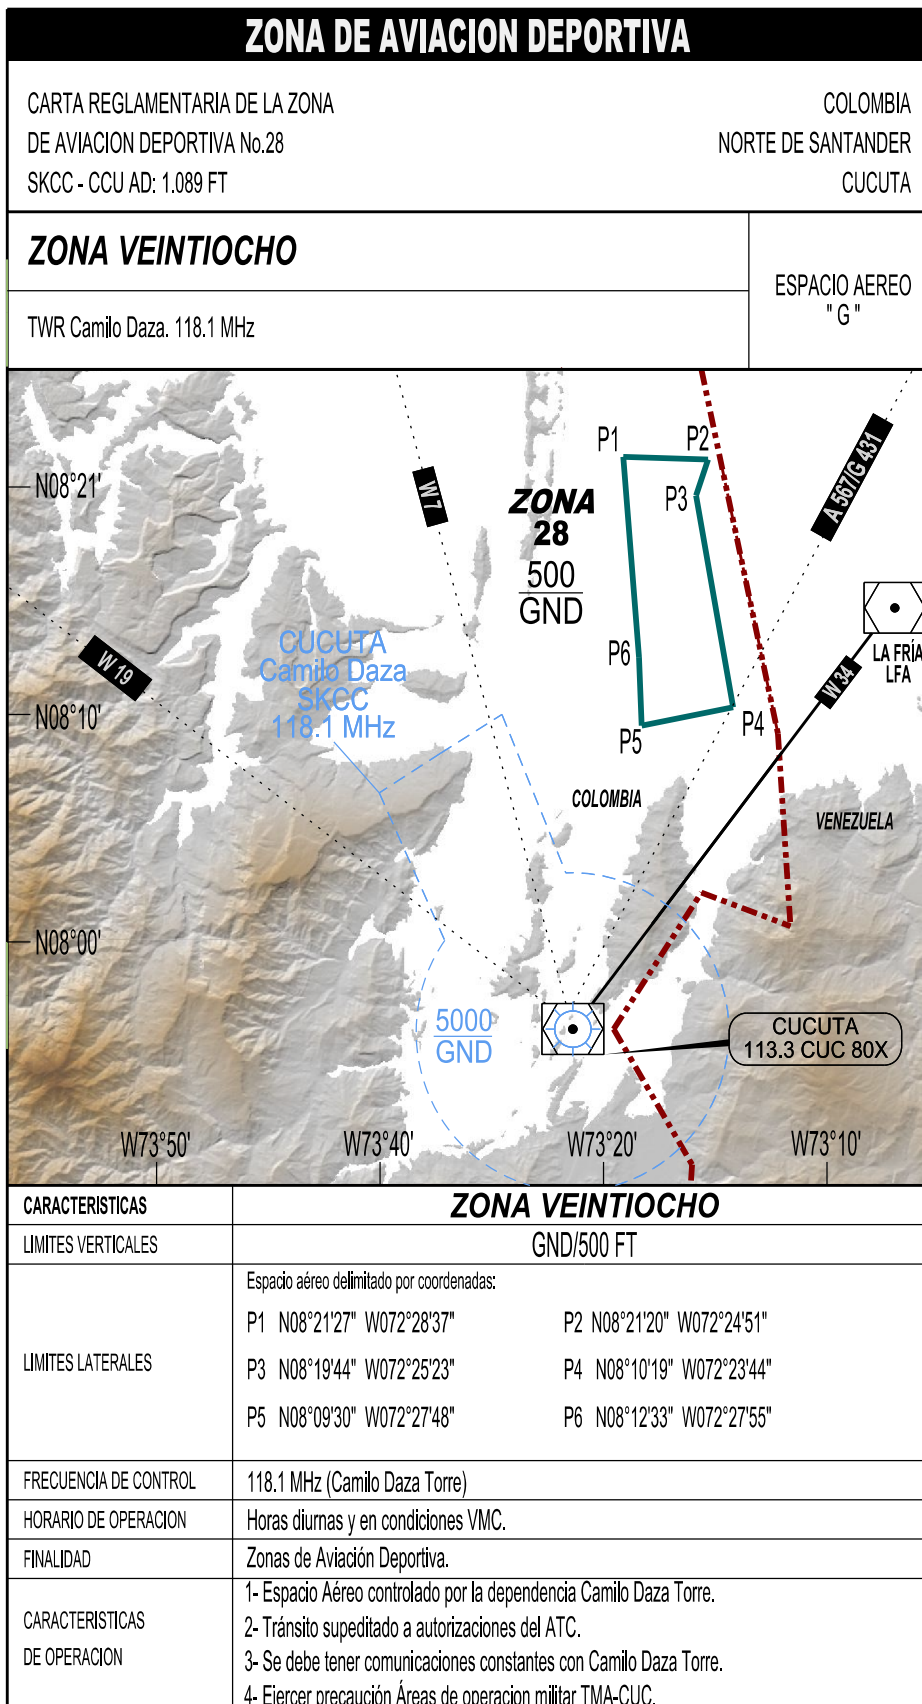 ZONA DE AVIACION DEPORTIVA
CARTA REGLAMENTARIA DE LA ZONA
DE AVIACION DEPORTIVA No.28
SKCC - CCU AD: 1.089 FT
COLOMBIA
NORTE DE SANTANDER
CUCUTA
ZONA VEINTIOCHO
TWR Camilo Daza. 118.1 MHz
ESPACIO AEREO
" G "
P1
P2
P3
A 567/G 431
W 7
N08°21'
ZONA
28
500
GND
CUCUTA
Camilo Daza
SKCC
118.1 MHz
P6
LA FRÍA
LFA
W 19
W 34
N08°10'
P4
P5
COLOMBIA
VENEZUELA
N08°00'
5000
GND
CUCUTA
113.3 CUC 80X
W73°50'
W73°40'
W73°20'
W73°10'
CARACTERISTICAS
ZONA VEINTIOCHO
LIMITES VERTICALES
GND/500 FT
LIMITES LATERALES
Espacio aéreo delimitado por coordenadas:
P1 N08°21'27" W072°28'37" P2 N08°21'20" W072°24'51"
P3 N08°19'44" W072°25'23" P4 N08°10'19" W072°23'44"
P5 N08°09'30" W072°27'48" P6 N08°12'33" W072°27'55"
FRECUENCIA DE CONTROL
118.1 MHz (Camilo Daza Torre)
HORARIO DE OPERACION
Horas diurnas y en condiciones VMC.
FINALIDAD
Zonas de Aviación Deportiva.
CARACTERISTICAS
DE OPERACION
1- Espacio Aéreo controlado por la dependencia Camilo Daza Torre.
2- Tránsito supeditado a autorizaciones del ATC.
3- Se debe tener comunicaciones constantes con Camilo Daza Torre.
4- Ejercer precaución Áreas de operacion militar TMA-CUC.